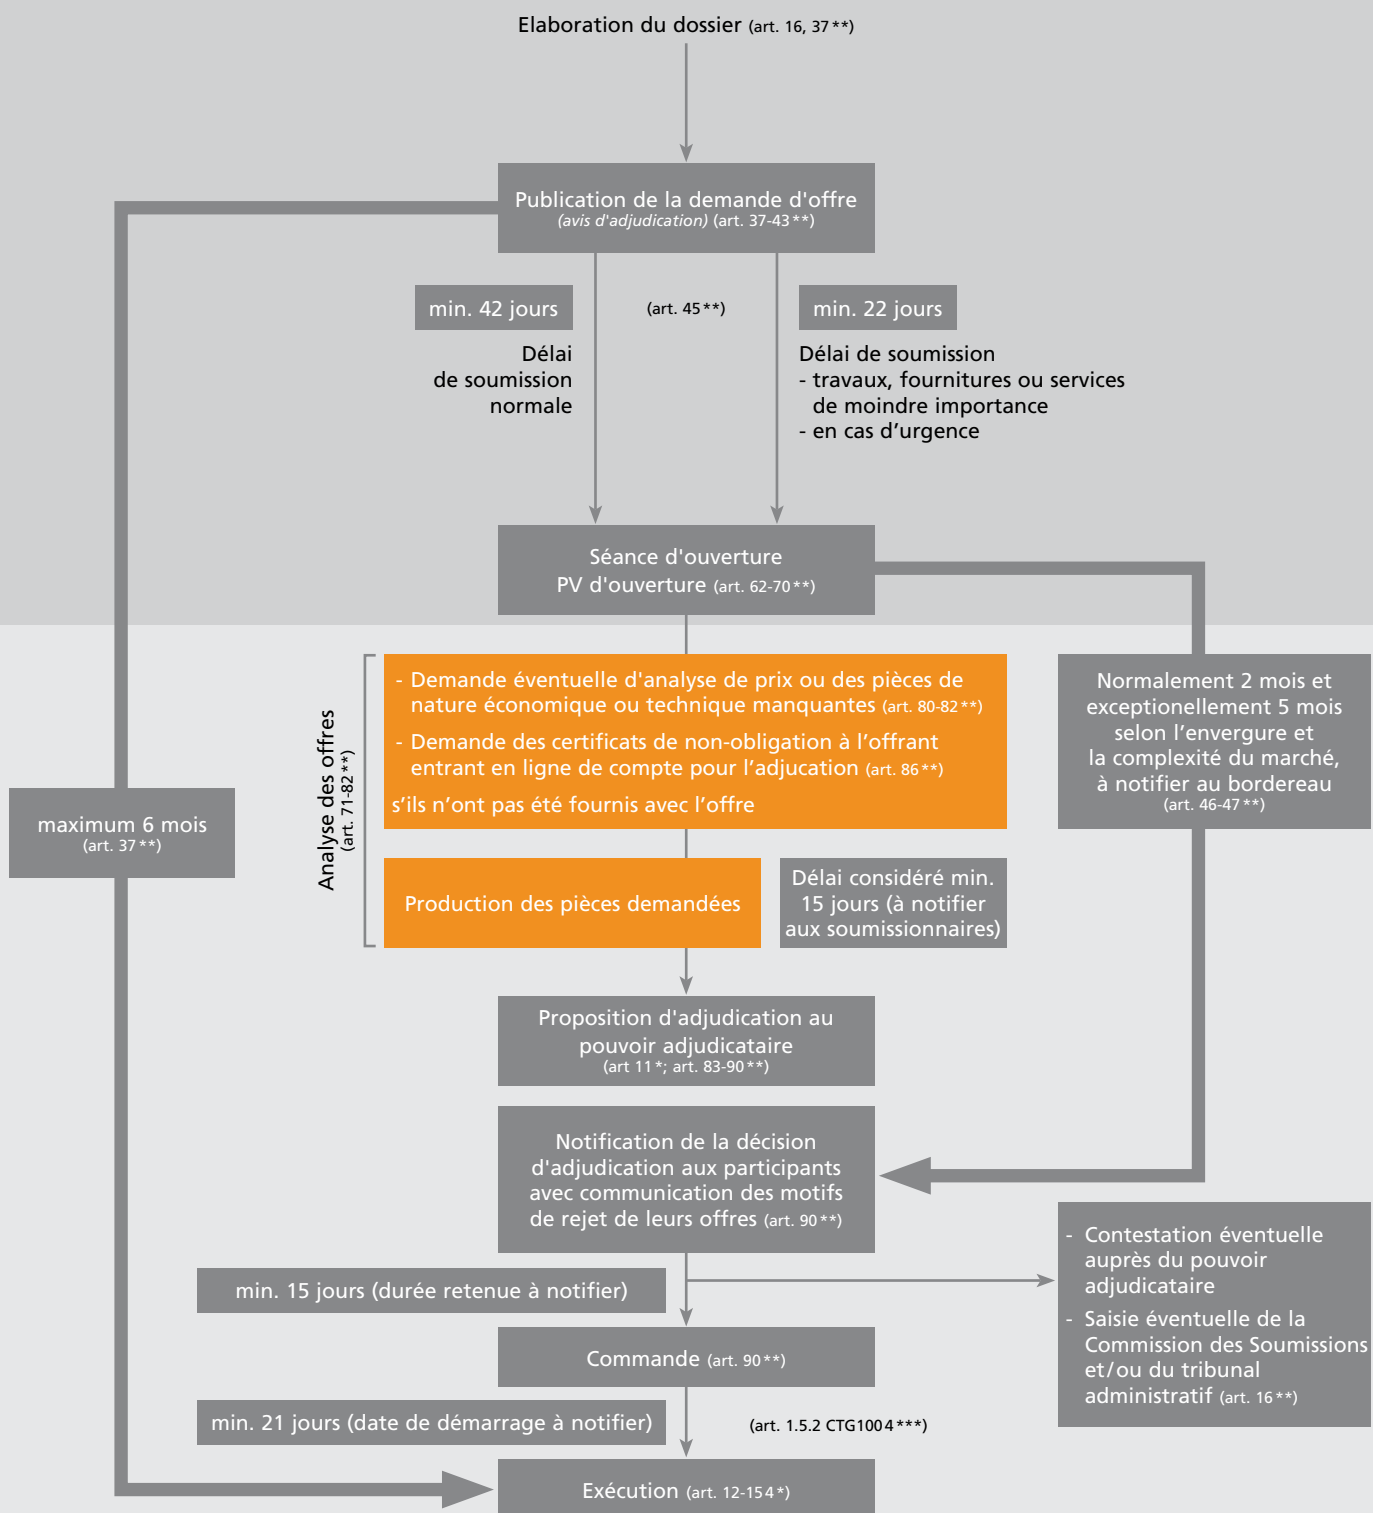 Elaboration du dossier (art. 16, 37**)
Publication de la demande d'offre
(avis d'adjudication) (art. 37-43**)
min. 42 jours
(art. 45**)
min. 22 jours
Délai
de soumission
normale
Délai de soumission
- travaux, fournitures ou services
de moindre importance
- en cas d’urgence
Séance d'ouverture
PV d'ouverture (art. 62-70**)
Analyse des offres
(art. 71-82**)
- Demande éventuelle d'analyse de prix ou des pièces de
nature économique ou technique manquantes (art. 80-82**)
- Demande des certificats de non-obligation à l’offrant
entrant en ligne de compte pour l’adjucation (art. 86**)
s’ils n’ont pas été fournis avec l’offre
Normalement 2 mois et
exceptionellement 5 mois
selon l’envergure et
la complexité du marché,
à notifier au bordereau
(art. 46-47**)
maximum 6 mois
(art. 37**)
Production des pièces demandées
Délai considéré min.
15 jours (à notifier
aux soumissionnaires)
Proposition d'adjudication au
pouvoir adjudicataire
(art 11*; art. 83-90**)
Notification de la décision
d'adjudication aux participants
avec communication des motifs
de rejet de leurs offres (art. 90**)
- Contestation éventuelle
auprès du pouvoir
adjudicataire
- Saisie éventuelle de la
Commission des Soumissions
et/ou du tribunal
administratif (art. 16**)
min. 15 jours (durée retenue à notifier)
Commande (art. 90**)
min. 21 jours (date de démarrage à notifier)
(art. 1.5.2 CTG1004***)
Exécution (art. 12-154*)